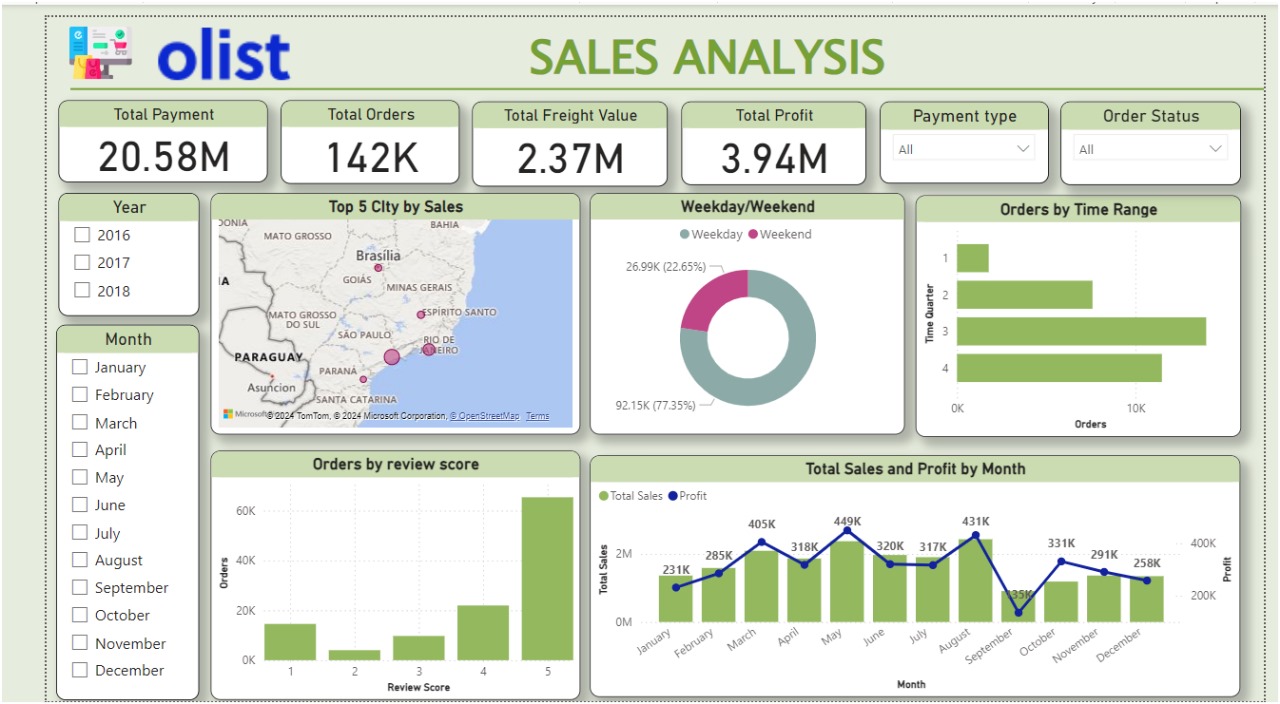 olist
SALES ANALYSIS
Total Payment
20.58M
Total Orders
142K
Total Freight Value
2.37M
Total Profit
3.94M
Payment type
All
Order Status
All
Year
2016
2017
2018
Month
January
February
March
April
May
June
July
August
September
October
November
December
Top 5 CIty by Sales
DONIA
MATO GROSSO
BAHIA
Brasília
GOIÁS
MINAS GERAIS
IA
MATO GROSSO
DO SUL
ESPÍRITO SANTO
SÃO PAULO
RIO DE
JANEIRO
PARAGUAY
PARANÁ
Asuncion
SANTA CATARINA
Microsoft
© 2024 TomTom, © 2024 Microsoft Corporation, © OpenStreetMap Terms
Weekday/Weekend
Weekday Weekend
26.99K (22.65%)
92.15K (77.35%)
Orders by Time Range
Time Quarter
1
2
3
4
0K 10K
Orders
Orders by review score
Orders
60K
40K
20K
0K
1 2 3 4 5
Review Score
Total Sales and Profit by Month
Total Sales Profit
Total Sales
2M
0M
231K 285K 405K 318K 449K 320K 317K 431K 331K 291K 258K
400K
200K
Profit
January February March April May June July August September October November December
Month